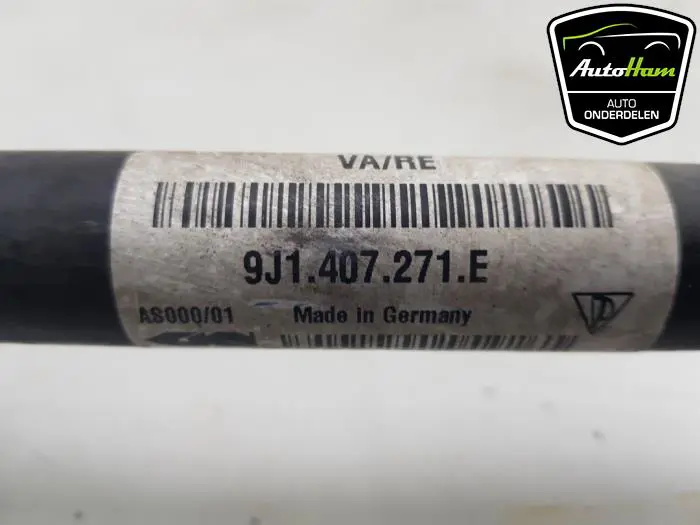 AutoHam
AUTO
ONDERDELEN
VA/RE
9J1.407.271.E
AS000/01 Made in Germany